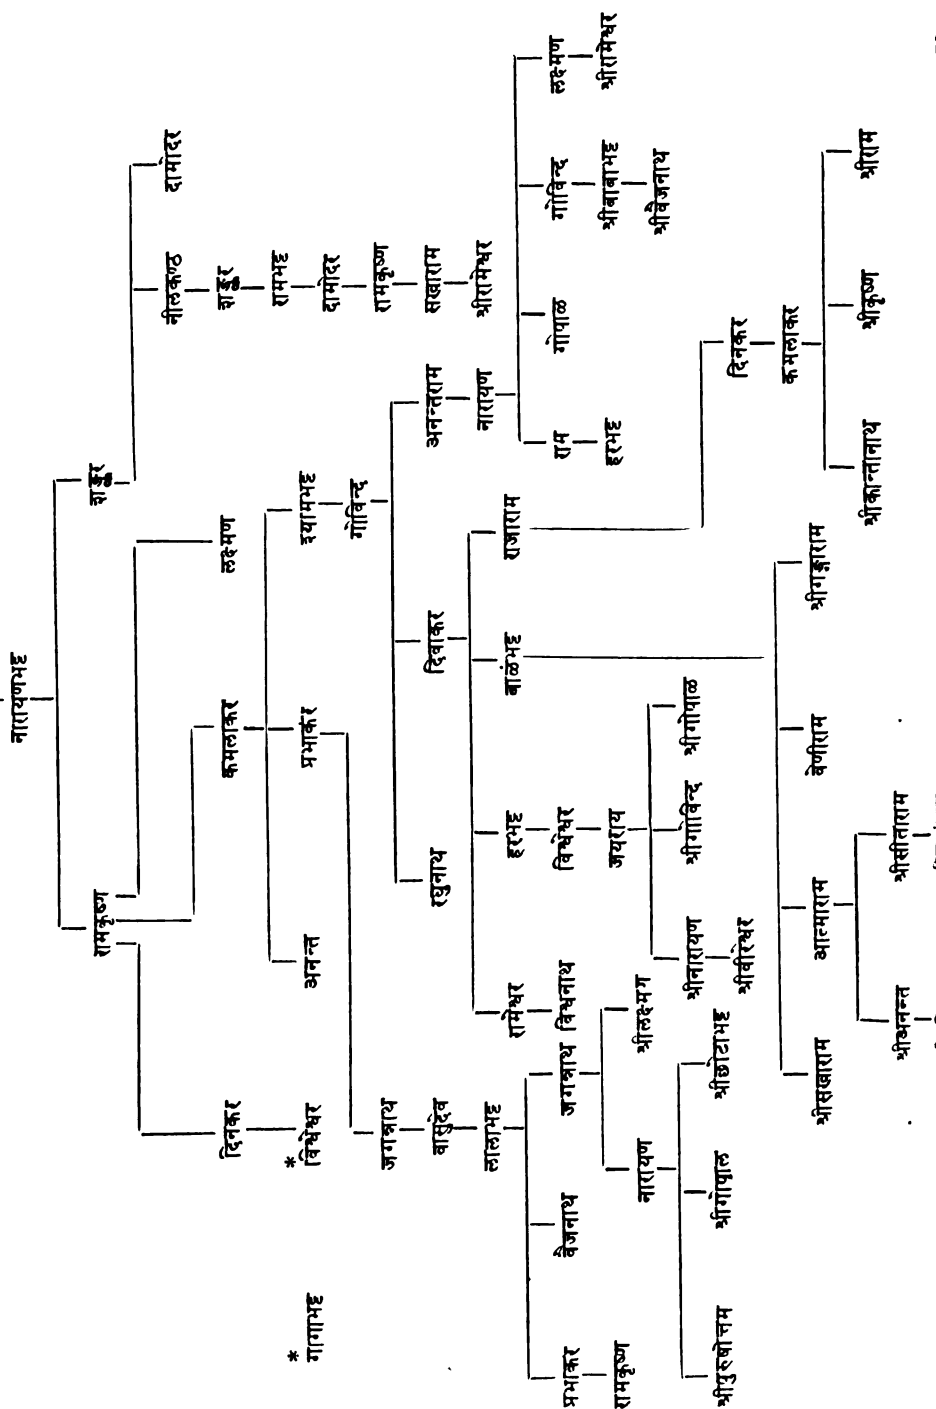 नारायणभट्ट
रामकृष्ण
शङ्कर
दिनकर
कमलाकर
लक्ष्मण
नीलकण्ठ
दामोदर
शङ्कर
रामभट्ट
दामोदर
रामकृष्ण
सखाराम
श्रीरामेश्वर
* गागाभट्ट
* विश्वेश्वर
अनन्त
प्रभाकर
श्यामभट्ट
गोविन्द
जगन्नाथ
वासुदेव
लालाभट्ट
रघुनाथ
दिवाकर
अनन्तराम
नारायण
रामेश्वर
हरभट्ट
बाळंभट्ट
राजाराम
प्रभाकर
वैजनाथ
जगन्नाथ
विश्वनाथ
विश्वेश्वर
राम
गोपाळ
गोविन्द
लक्ष्मण
रामकृष्ण
जयराय
हरभट्ट
श्रीबाबाभट्ट
श्रीरामेश्वर
श्रीवैजनाथ
नारायण
श्रीलक्ष्मण
श्रीनारायण
श्रीगोविन्द
श्रीगोपाळ
श्रीपुरुषोत्तम
श्रीगोपाल
श्रीछोटाभट्ट
श्रीवीरेश्वर
दिनकर
कमलाकर
श्रीसखाराम
आत्माराम
वेणीराम
श्रीगङ्गाराम
श्रीकान्तानाथ
श्रीकृष्ण
श्रीराम
श्रीअनन्त
श्रीसीताराम